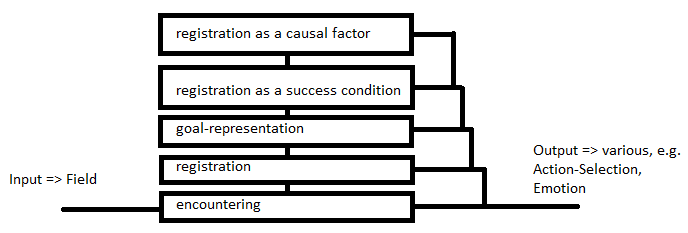 registration as a causal factor
registration as a success condition
goal-representation
registration
encountering
Input => Field
Output => various, e.g.
Action-Selection,
Emotion